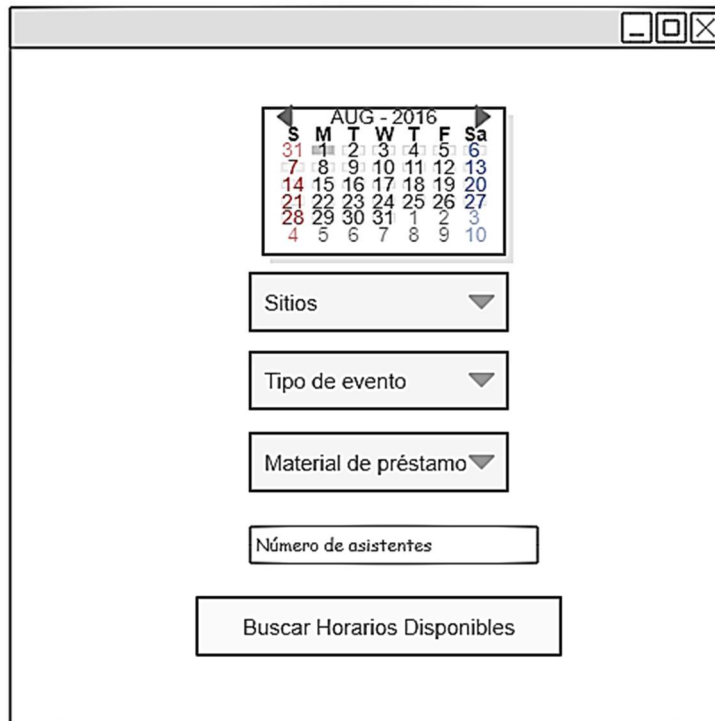 AUG - 2016
S M T W T F Sa
31 1 2 3 4 5 6
7 8 9 10 11 12 13
14 15 16 17 18 19 20
21 22 23 24 25 26 27
28 29 30 31 1 2 3
4 5 6 7 8 9 10
Sitios
Tipo de evento
Material de préstamo
Número de asistentes
Buscar Horarios Disponibles